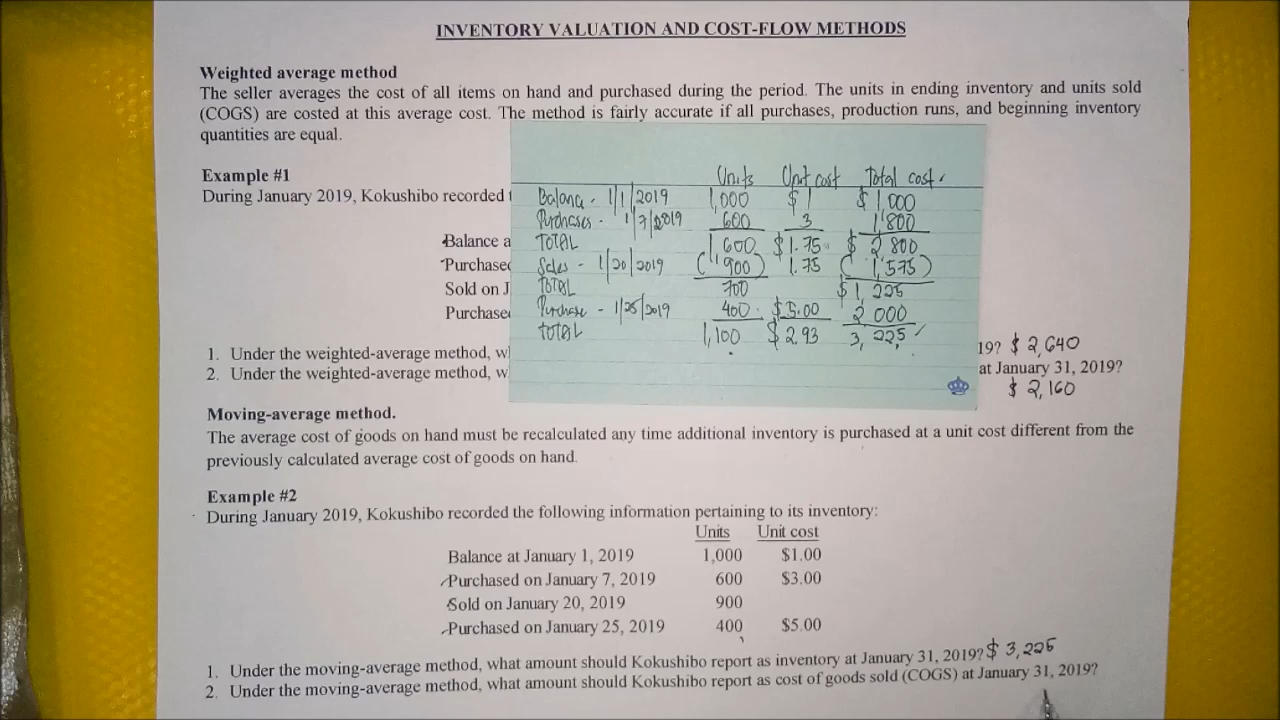 INVENTORY VALUATION AND COST-FLOW METHODS
Weighted average method
The seller averages the cost of all items on hand and purchased during the period. The units in ending inventory and units sold
(COGS) are costed at this average cost. The method is fairly accurate if all purchases, production runs, and beginning inventory
quantities are equal.
Example #1
During January 2019, Kokushibo recorded
Balance a
Purchased
Sold on J
Purchased
Units Unit cost Total cost
Balance - 1/1/2019 1,000 $ 1 $ 1,000
Purchases - 1/7/2019 600 3 1,800
TOTAL 1,600 $1.75 $ 2,800
Sales - 1/20/2019 (900) 1.75 (1,575)
TOTAL 700 $1,225
Purchase - 1/25/2019 400 $5.00 2,000
TOTAL 1,100 $2.93 3,225
1. Under the weighted-average method, w 19? $ 2,640
2. Under the weighted-average method, w at January 31, 2019?
$ 2,160
Moving-average method.
The average cost of goods on hand must be recalculated any time additional inventory is purchased at a unit cost different from the
previously calculated average cost of goods on hand.
Example #2
During January 2019, Kokushibo recorded the following information pertaining to its inventory:
Units Unit cost
Balance at January 1, 2019 1,000 $1.00
Purchased on January 7, 2019 600 $3.00
Sold on January 20, 2019 900
Purchased on January 25, 2019 400 $5.00
1. Under the moving-average method, what amount should Kokushibo report as inventory at January 31, 2019? $ 3,225
2. Under the moving-average method, what amount should Kokushibo report as cost of goods sold (COGS) at January 31, 2019?